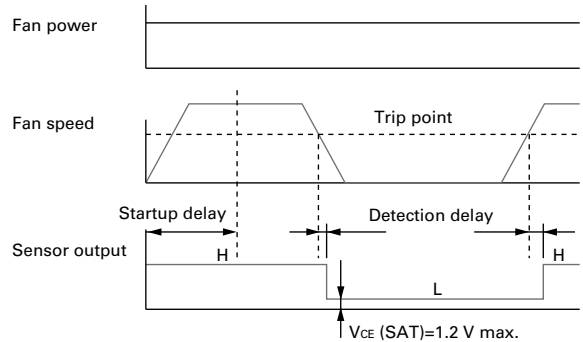 Fan power
Fan speed
Trip point
Startup delay
Detection delay
Sensor output
H
H
L
VCE (SAT)=1.2 V max.